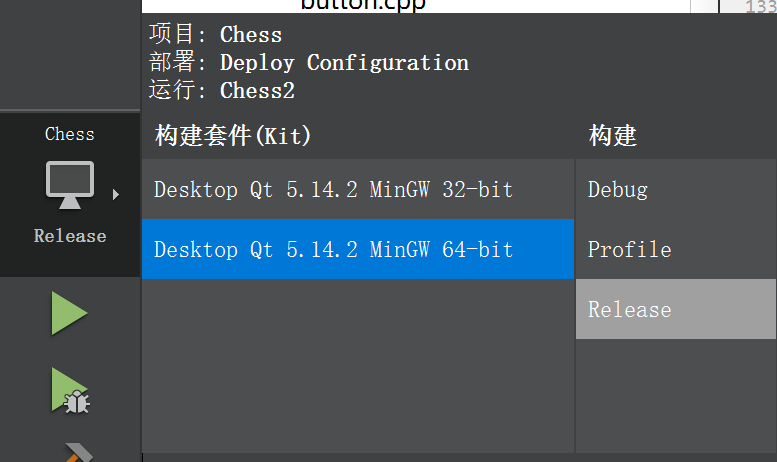 button.cpp
133
项目: Chess
部署: Deploy Configuration
运行: Chess2
Chess
Release
构建套件(Kit)
构建
Desktop Qt 5.14.2 MinGW 32-bit
Debug
Desktop Qt 5.14.2 MinGW 64-bit
Profile
Release